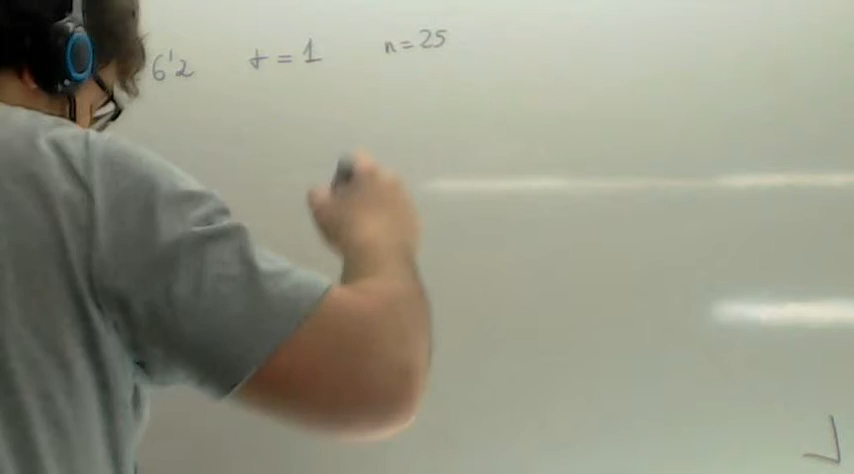 6'2 t = 1 n = 25